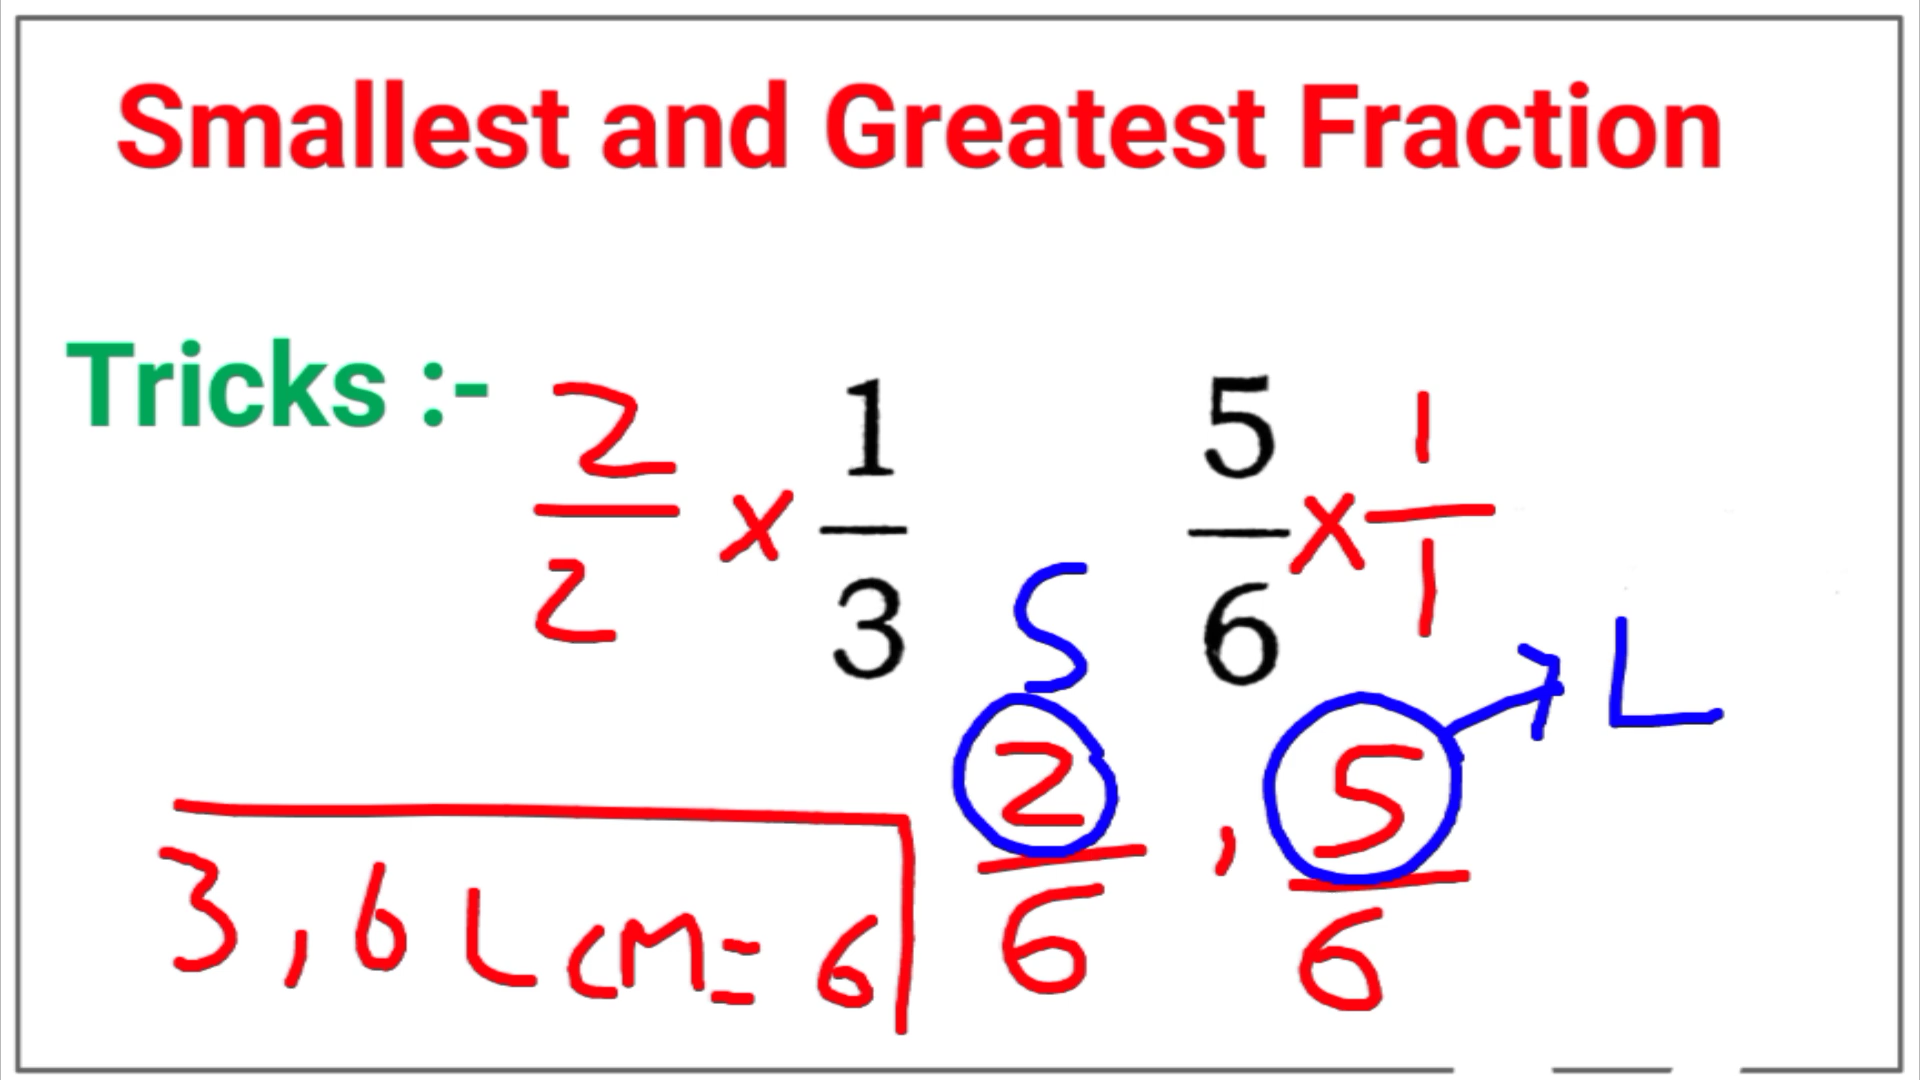 Smallest and Greatest Fraction
Tricks :-
2/2 x 1/3
5/6 x 1/1
S
L
2/6 , 5/6
3,6 LCM=6